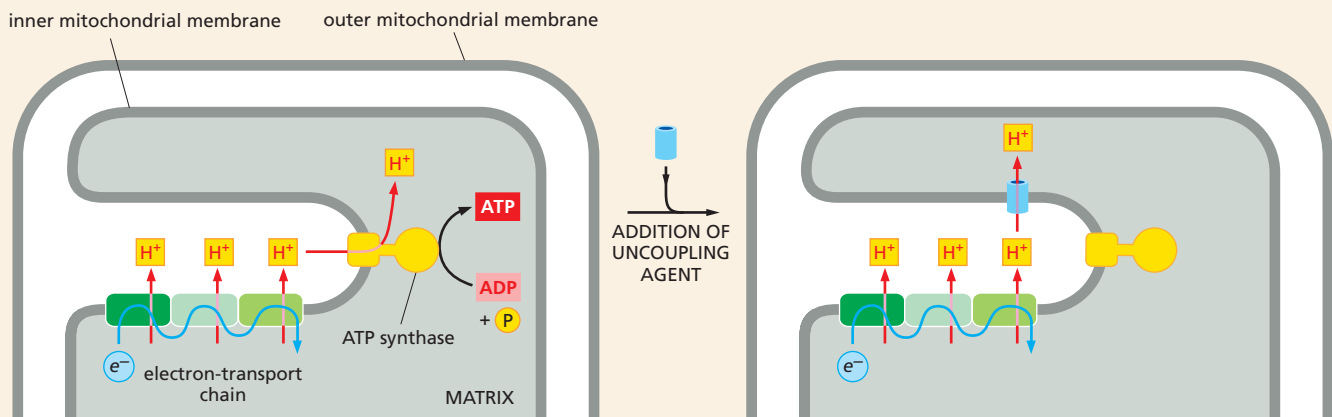 inner mitochondrial membrane
outer mitochondrial membrane
H⁺
ATP
H⁺ H⁺ H⁺
ADP
+ P
ATP synthase
e⁻
electron-transport
chain
MATRIX
ADDITION OF
UNCOUPLING
AGENT
H⁺
H⁺ H⁺ H⁺
e⁻